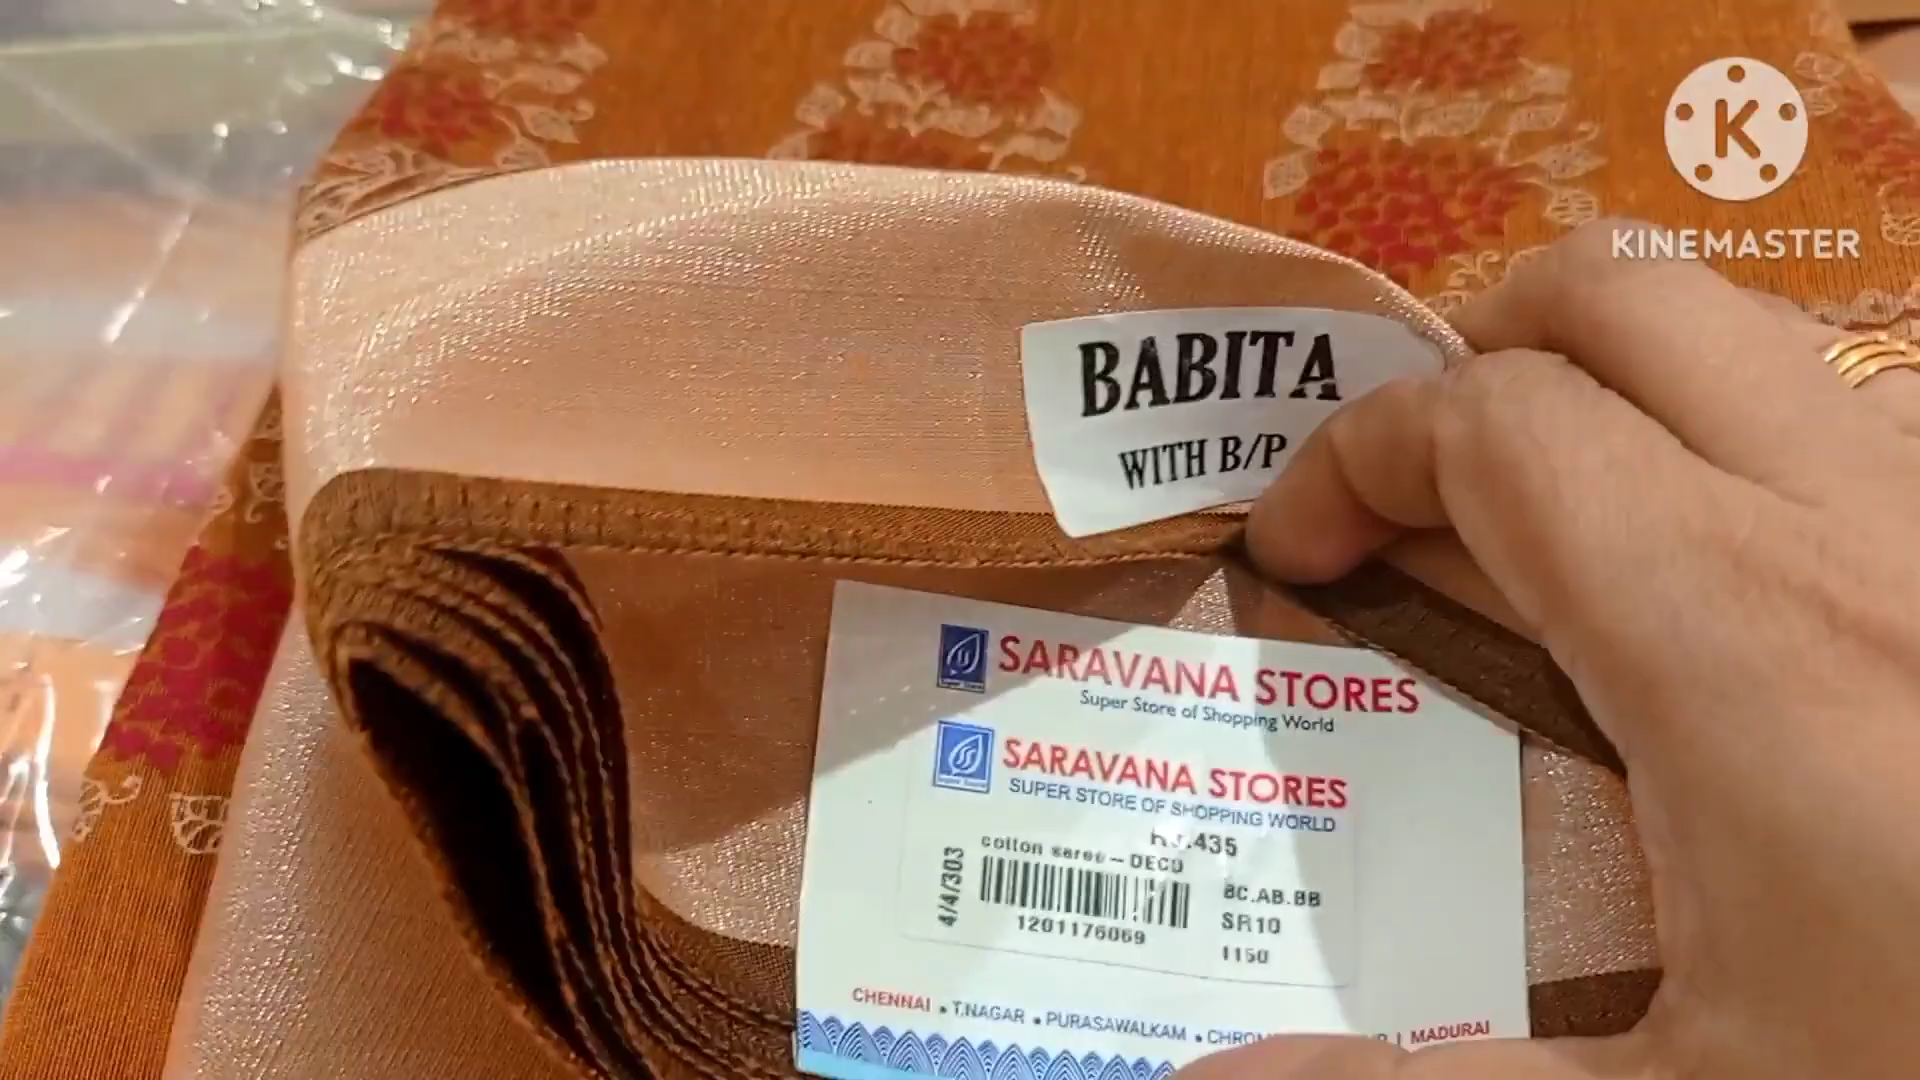 K
KINEMASTER
BABITA
WITH B/P
SARAVANA STORES
Super Store of Shopping World
SARAVANA STORES
SUPER STORE OF SHOPPING WORLD
Rs.435
cotton saree-DECO
4/4/303
BC.AB.BB
SR10
1201176069
1150
CHENNAI • T.NAGAR • PURASAWALKAM • | MADURAI